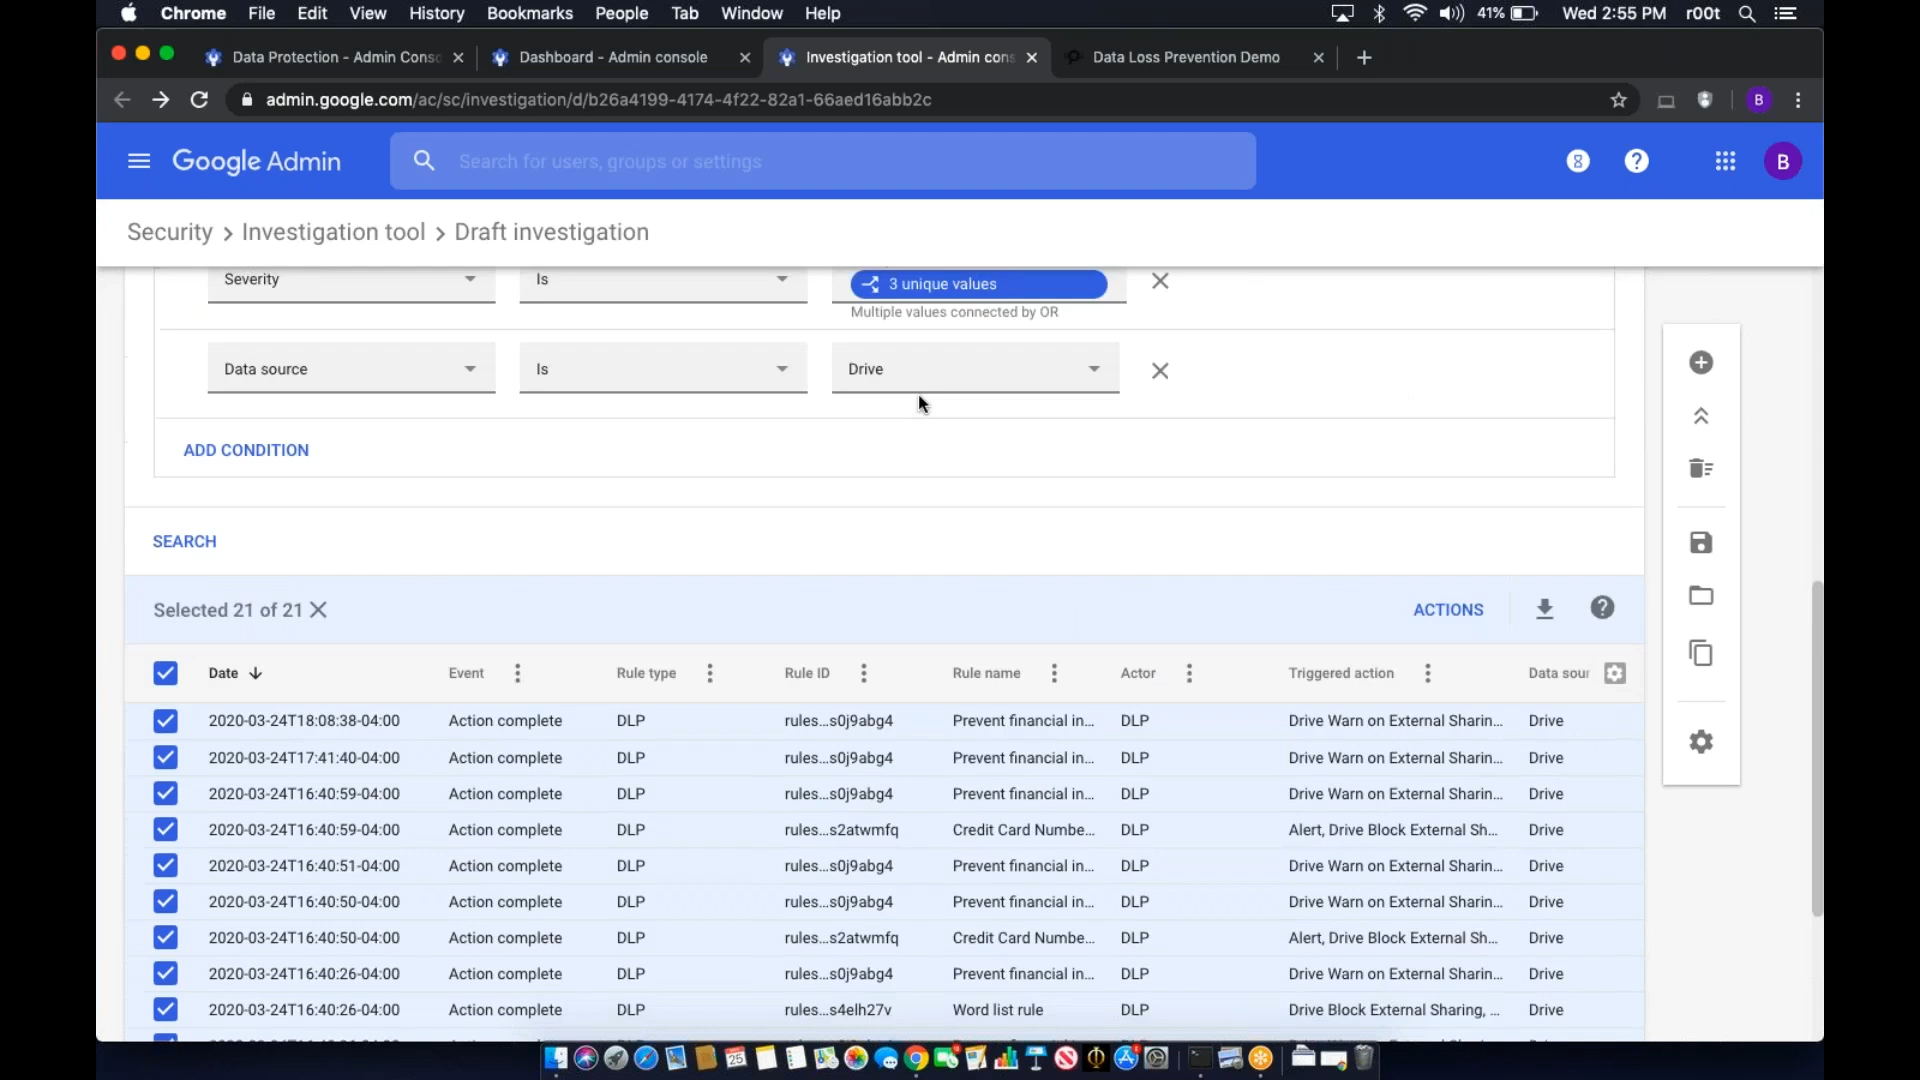 Chrome File Edit View History Bookmarks People Tab Window Help 41% Wed 2:55 PM r00t
Data Protection - Admin Conso Dashboard - Admin console Investigation tool - Admin cons Data Loss Prevention Demo
admin.google.com/ac/sc/investigation/d/b26a4199-4174-4f22-82a1-66aed16abb2c B
Google Admin Search for users, groups or settings 8 ? B
Security > Investigation tool > Draft investigation
Severity Is 3 unique values
Multiple values connected by OR
Data source Is Drive
ADD CONDITION
SEARCH
Selected 21 of 21 ACTIONS
Date Event Rule type Rule ID Rule name Actor Triggered action Data sour
2020-03-24T18:08:38-04:00 Action complete DLP rules...s0j9abg4 Prevent financial in... DLP Drive Warn on External Sharin... Drive
2020-03-24T17:41:40-04:00 Action complete DLP rules...s0j9abg4 Prevent financial in... DLP Drive Warn on External Sharin... Drive
2020-03-24T16:40:59-04:00 Action complete DLP rules...s0j9abg4 Prevent financial in... DLP Drive Warn on External Sharin... Drive
2020-03-24T16:40:59-04:00 Action complete DLP rules...s2atwmfq Credit Card Numbe... DLP Alert, Drive Block External Sh... Drive
2020-03-24T16:40:51-04:00 Action complete DLP rules...s0j9abg4 Prevent financial in... DLP Drive Warn on External Sharin... Drive
2020-03-24T16:40:50-04:00 Action complete DLP rules...s0j9abg4 Prevent financial in... DLP Drive Warn on External Sharin... Drive
2020-03-24T16:40:50-04:00 Action complete DLP rules...s2atwmfq Credit Card Numbe... DLP Alert, Drive Block External Sh... Drive
2020-03-24T16:40:26-04:00 Action complete DLP rules...s0j9abg4 Prevent financial in... DLP Drive Warn on External Sharin... Drive
2020-03-24T16:40:26-04:00 Action complete DLP rules...s4elh27v Word list rule DLP Drive Block External Sharing, ... Drive
25